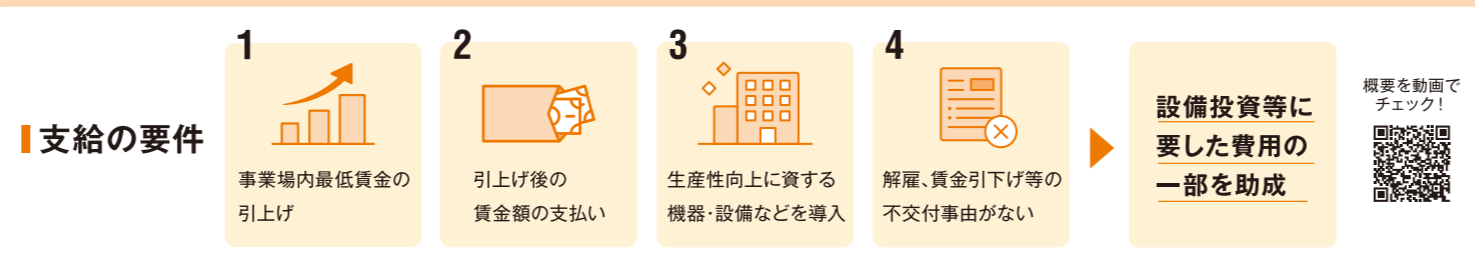 支給の要件
1
事業場内最低賃金の
引上げ
2
引上げ後の
賃金額の支払い
3
生産性向上に資する
機器・設備などを導入
4
解雇、賃金引下げ等の
不交付事由がない
設備投資等に
要した費用の
一部を助成
概要を動画で
チェック！